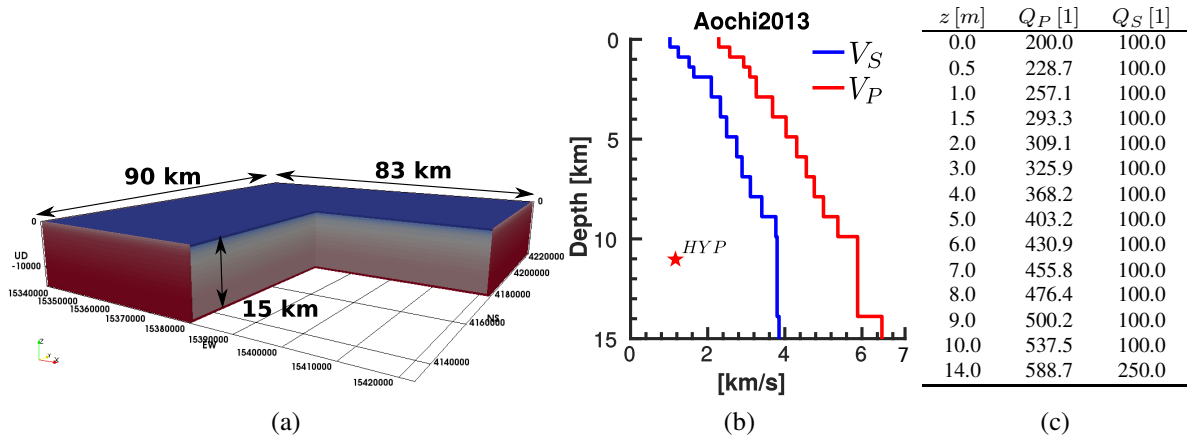 90 km
83 km
15 km
0
UD
-10000
0
15340000
15350000
15360000
15370000
15380000
15390000
EW
15400000
15410000
15420000
4220000
4200000
4180000
NS
4160000
4140000
(a)
Aochi2013
V_S
V_P
HYP
0
5
10
15
Depth [km]
0 2 4 6 7
[km/s]
(b)
z [m] Q_P [1] Q_S [1]
0.0 200.0 100.0
0.5 228.7 100.0
1.0 257.1 100.0
1.5 293.3 100.0
2.0 309.1 100.0
3.0 325.9 100.0
4.0 368.2 100.0
5.0 403.2 100.0
6.0 430.9 100.0
7.0 455.8 100.0
8.0 476.4 100.0
9.0 500.2 100.0
10.0 537.5 100.0
14.0 588.7 250.0
(c)